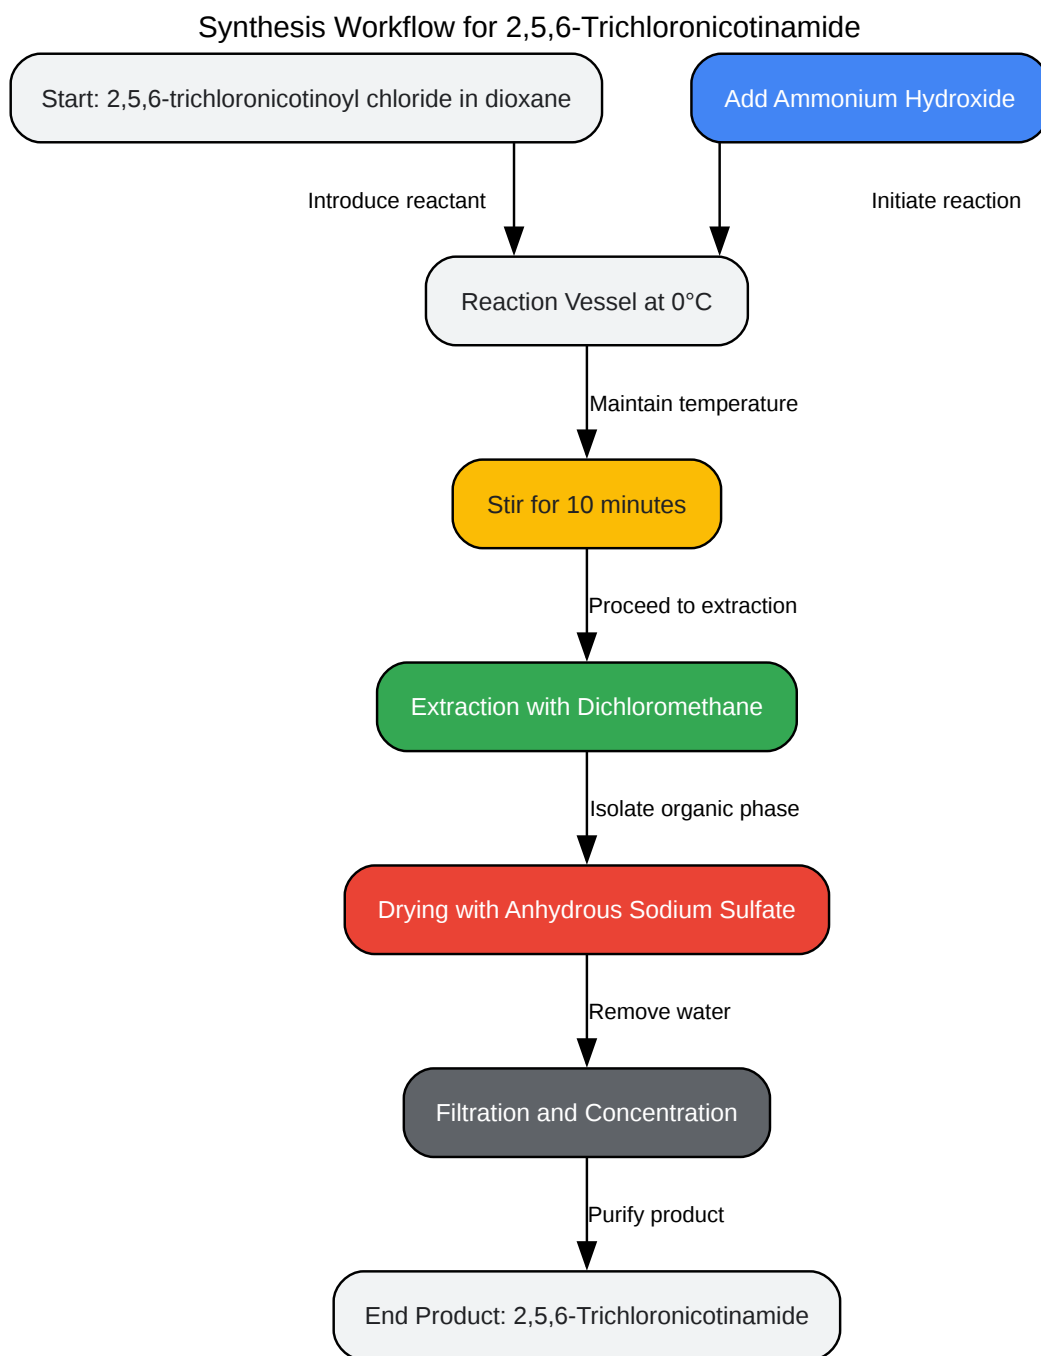 Synthesis Workflow for 2,5,6-Trichloronicotinamide
Start: 2,5,6-trichloronicotinoyl chloride in dioxane
Add Ammonium Hydroxide
Introduce reactant
Initiate reaction
Reaction Vessel at 0°C
Maintain temperature
Stir for 10 minutes
Proceed to extraction
Extraction with Dichloromethane
Isolate organic phase
Drying with Anhydrous Sodium Sulfate
Remove water
Filtration and Concentration
Purify product
End Product: 2,5,6-Trichloronicotinamide